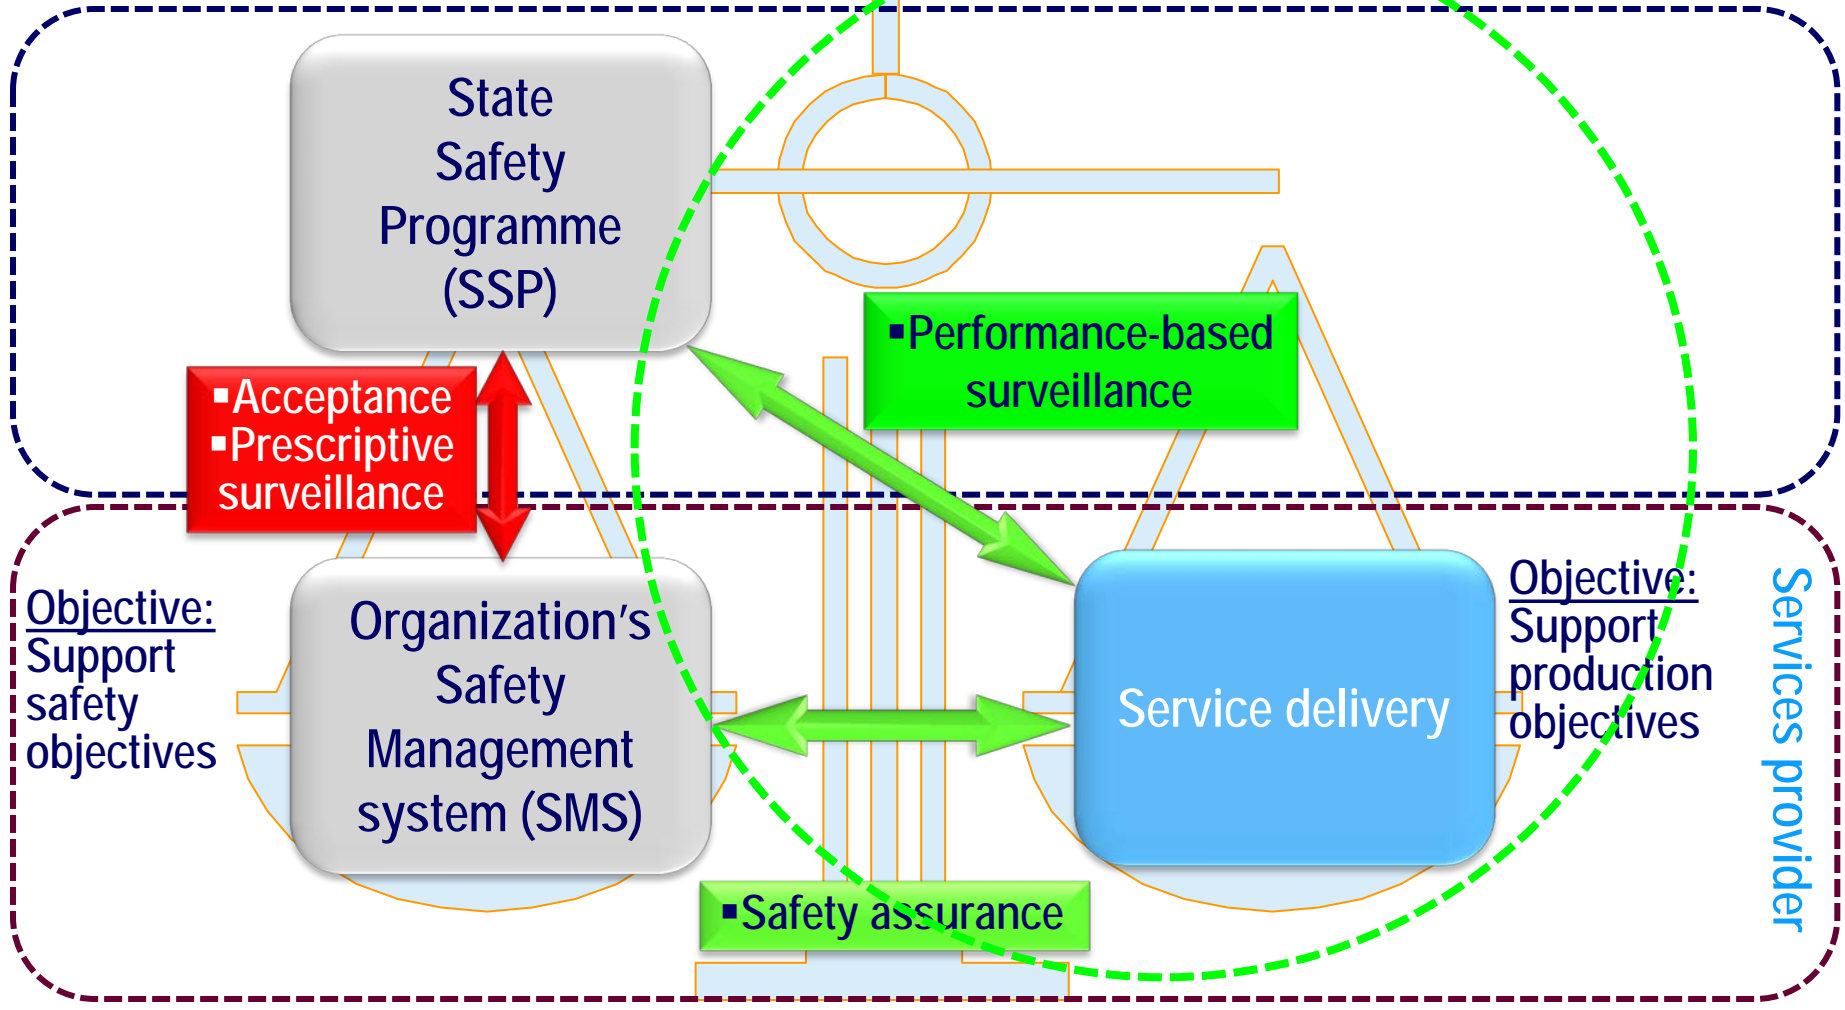 State
Safety
Programme
(SSP)
▪Performance-based
surveillance
▪Acceptance
▪Prescriptive
surveillance
Objective:
Support
safety
objectives
Organization's
Safety
Management
system (SMS)
Service delivery
Objective:
Support
production
objectives
Services provider
▪Safety assurance